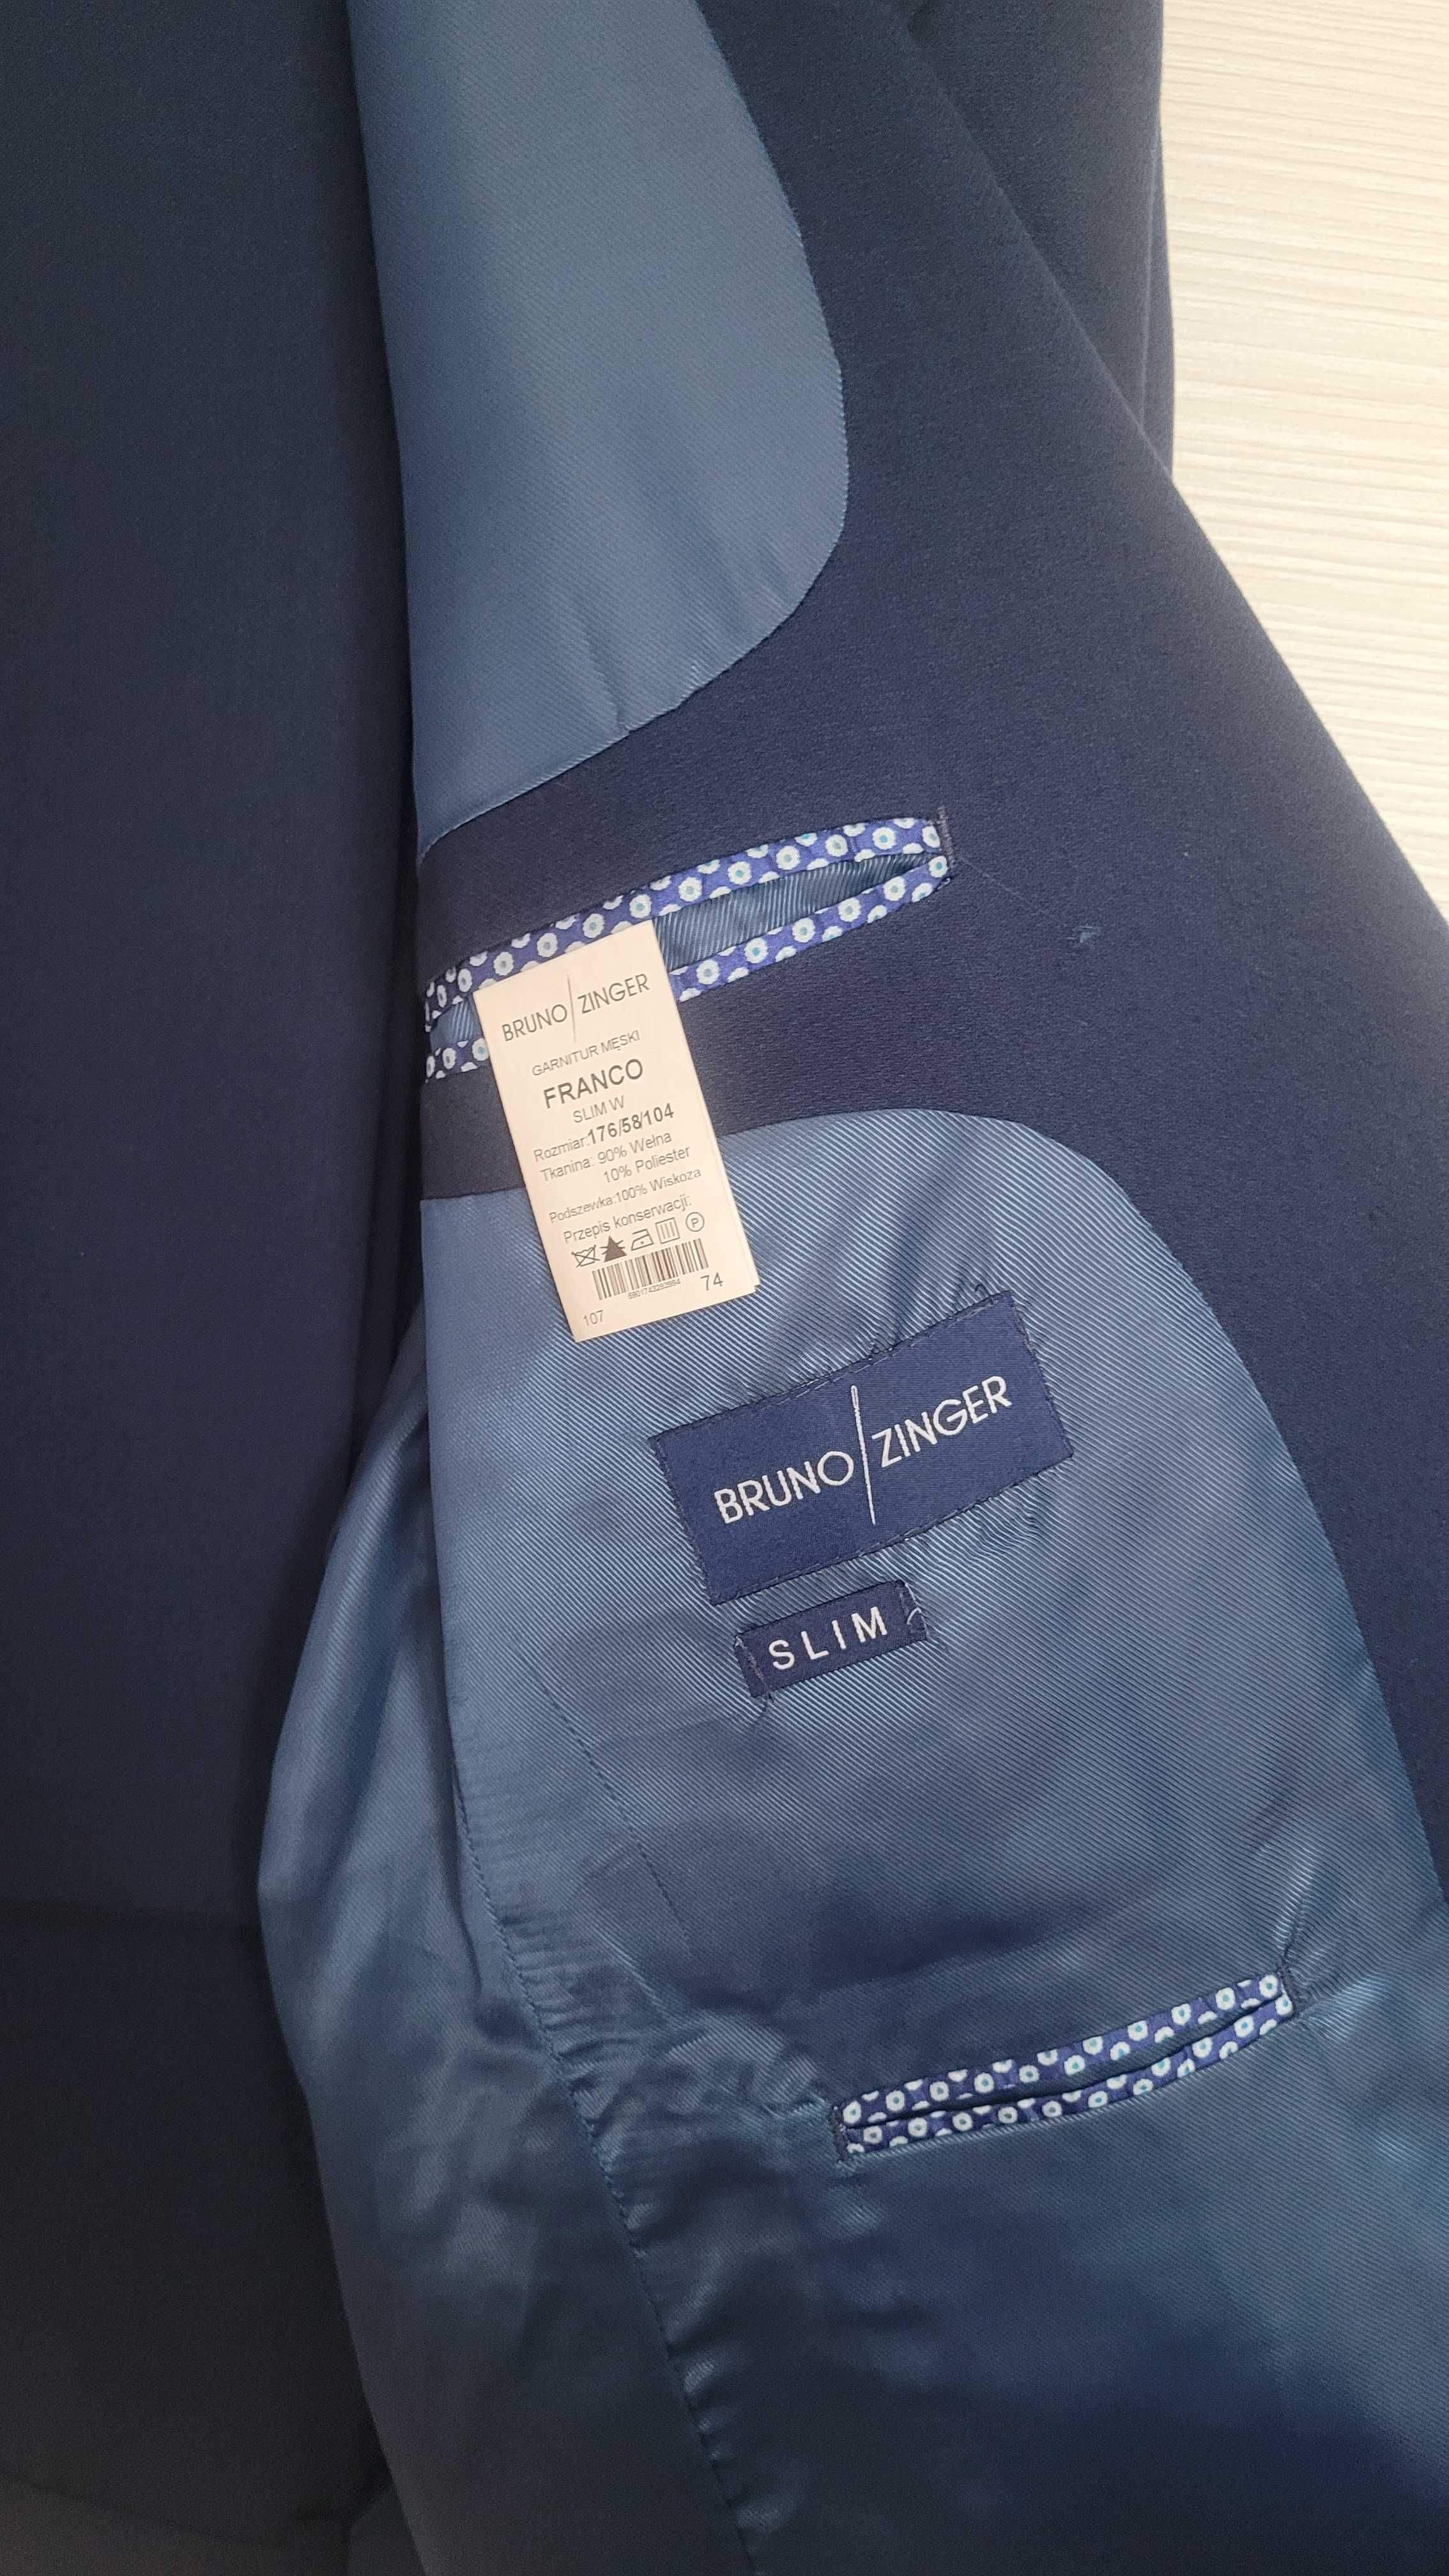 BRUNO ZINGER
GARNITUR MĘSKI
FRANCO
SLIM W
Rozmiar:176/58/104
Tkanina: 90% Wełna
10% Poliester
Podszewka:100% Wiskoza
Przepis konserwacji:
P
107
74
BRUNO ZINGER
SLIM